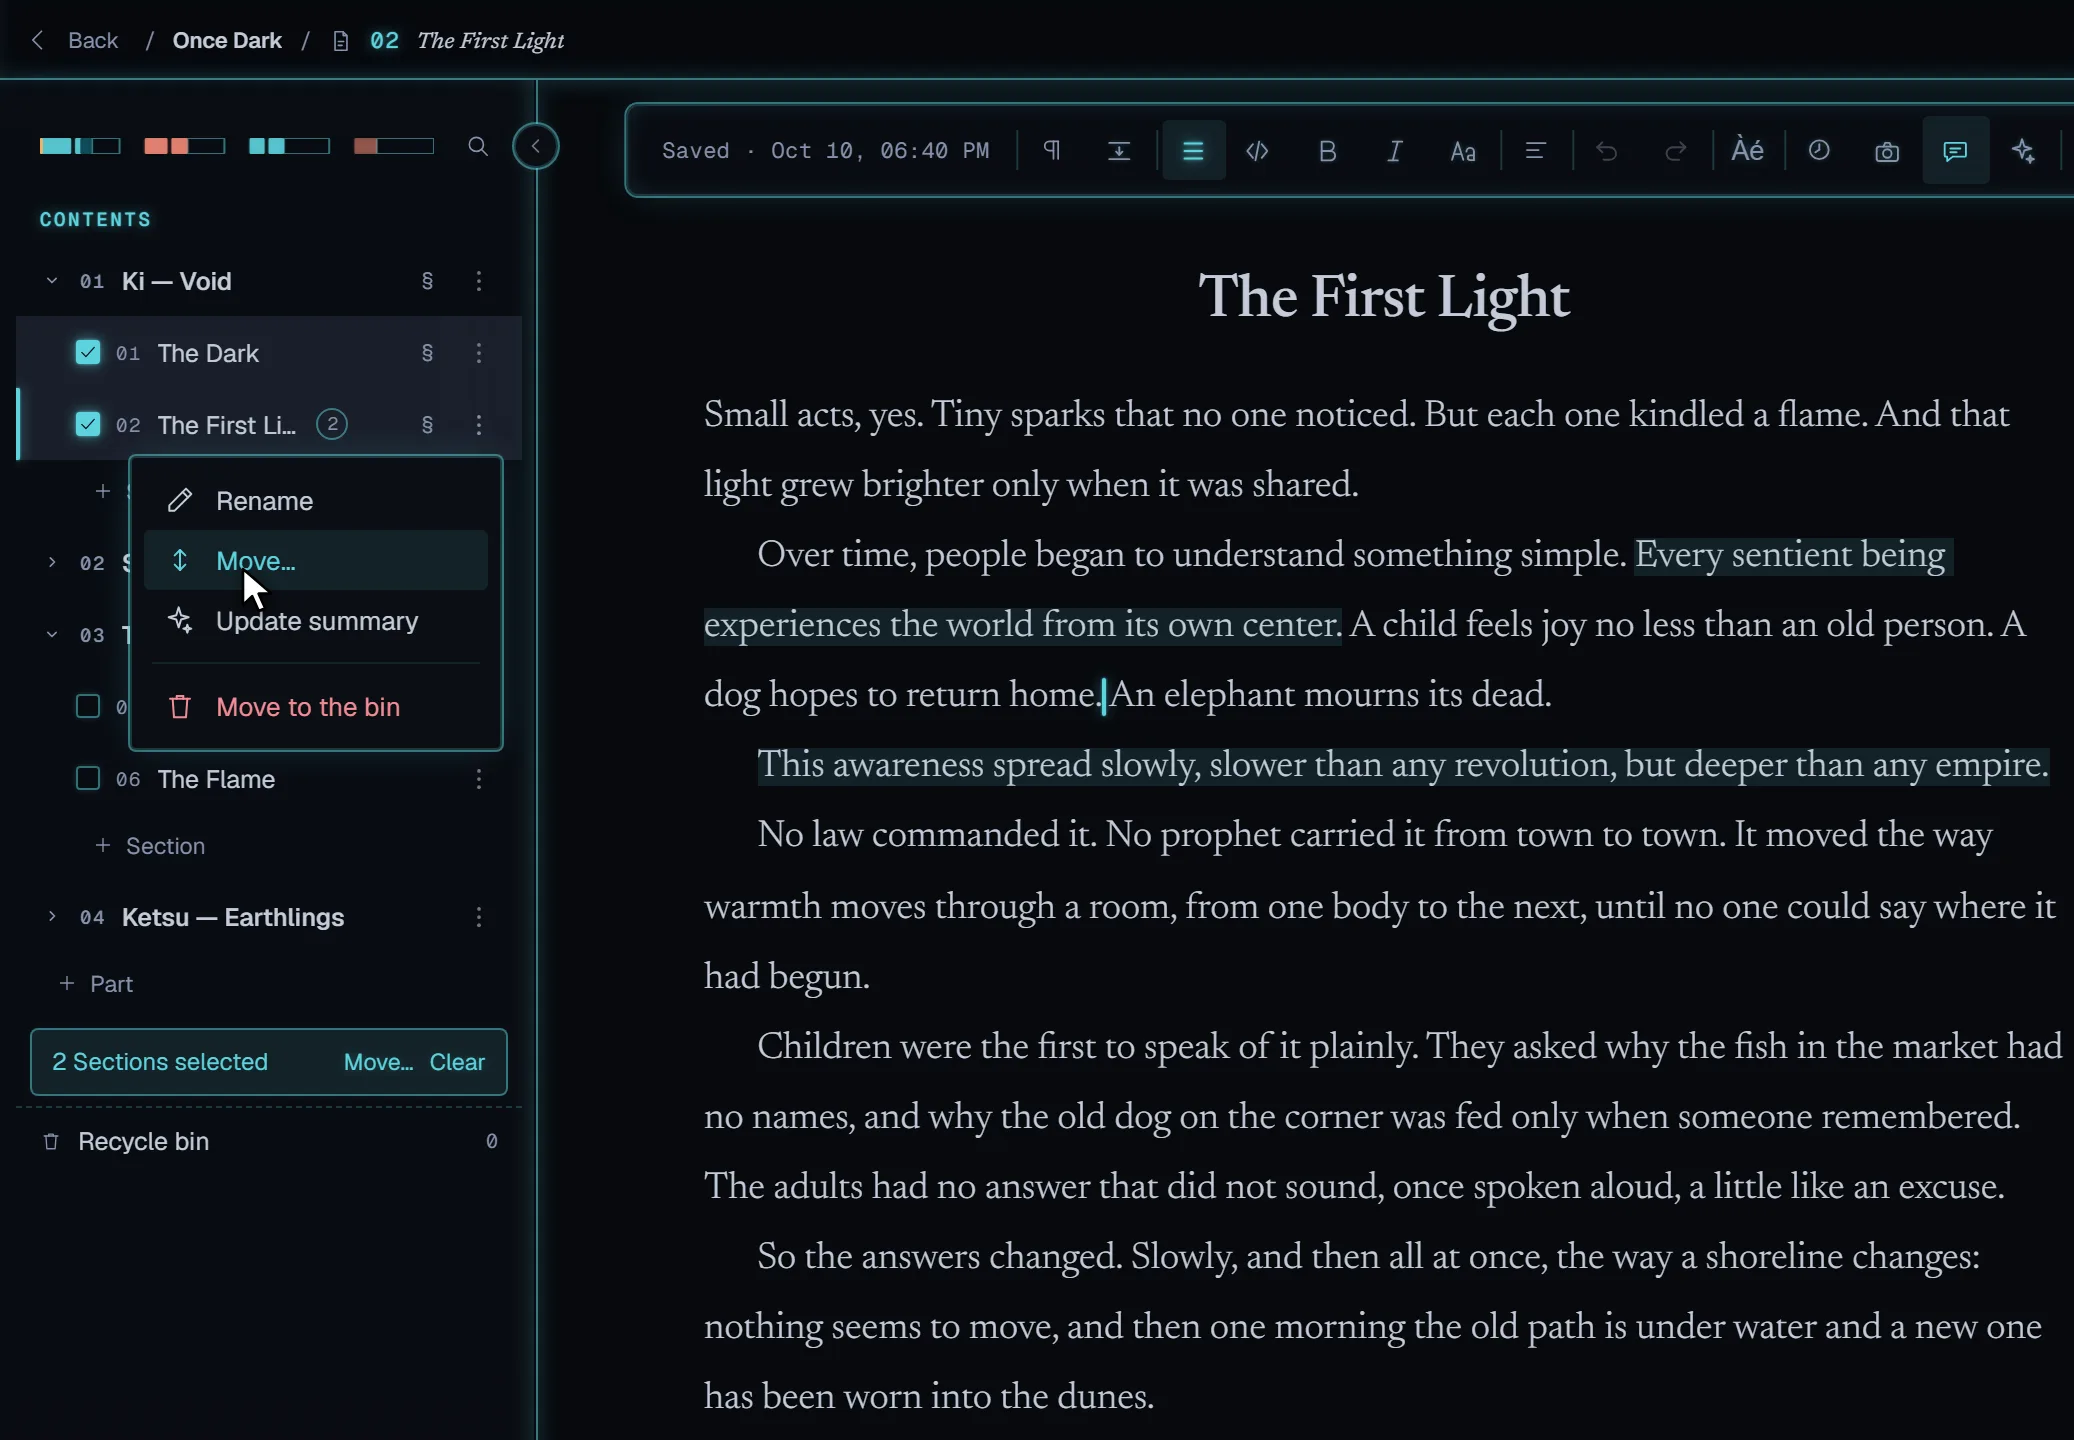 Back / Once Dark / 02 The First Light
Saved · Oct 10, 06:40 PM
B I Aa Àé
CONTENTS
01 Ki — Void §
01 The Dark §
02 The First Li... 2 §
Rename
02
Move...
Update summary
03
Move to the bin
06 The Flame
+ Section
04 Ketsu — Earthlings
+ Part
2 Sections selected Move... Clear
Recycle bin 0
The First Light
Small acts, yes. Tiny sparks that no one noticed. But each one kindled a flame. And that
light grew brighter only when it was shared.
Over time, people began to understand something simple. Every sentient being
experiences the world from its own center. A child feels joy no less than an old person. A
dog hopes to return home. An elephant mourns its dead.
This awareness spread slowly, slower than any revolution, but deeper than any empire.
No law commanded it. No prophet carried it from town to town. It moved the way
warmth moves through a room, from one body to the next, until no one could say where it
had begun.
Children were the first to speak of it plainly. They asked why the fish in the market had
no names, and why the old dog on the corner was fed only when someone remembered.
The adults had no answer that did not sound, once spoken aloud, a little like an excuse.
So the answers changed. Slowly, and then all at once, the way a shoreline changes:
nothing seems to move, and then one morning the old path is under water and a new one
has been worn into the dunes.